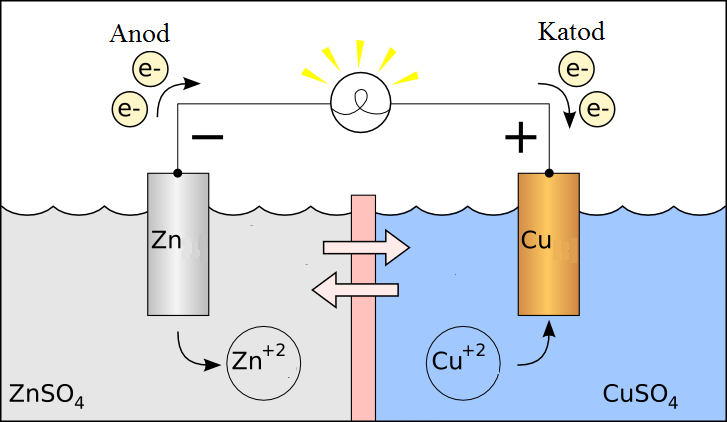 Anod
Katod
e-
e-
e-
e-
−
+
Zn
Cu
Zn+2
Cu+2
ZnSO4
CuSO4